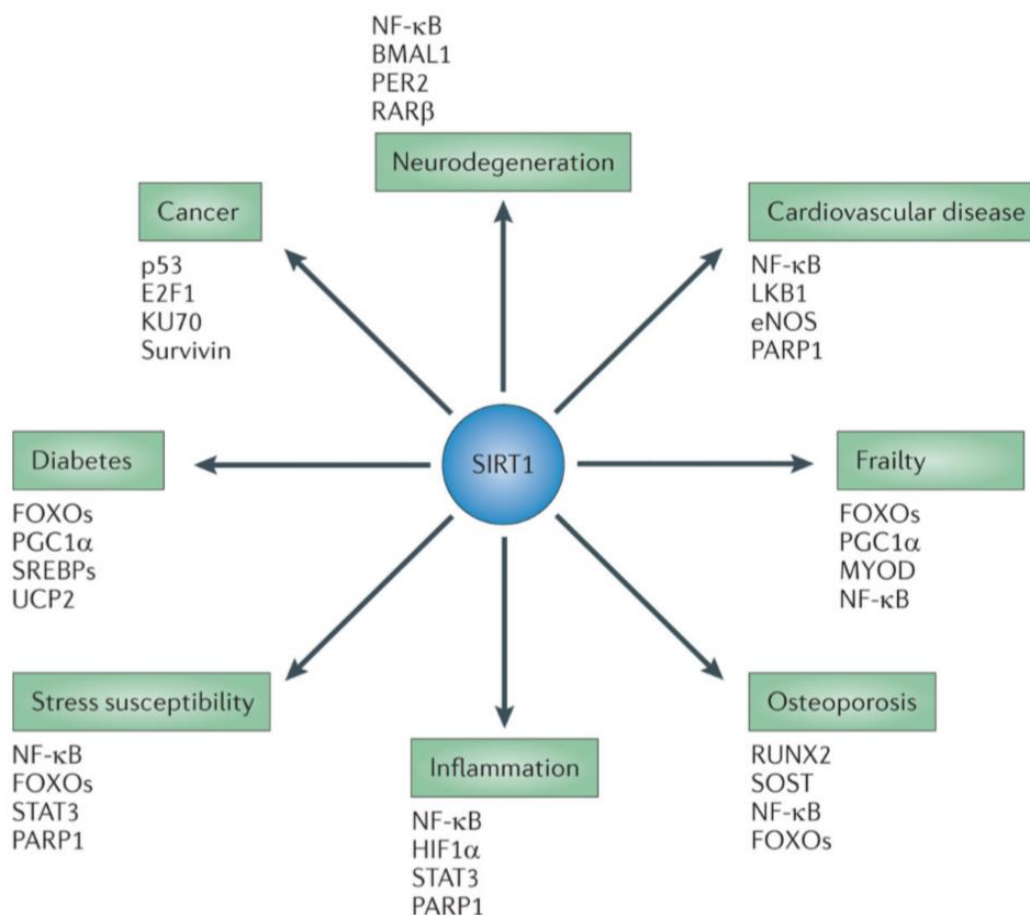 NF-κB
BMAL1
PER2
RARβ
Neurodegeneration
Cancer
p53
E2F1
KU70
Survivin
Cardiovascular disease
NF-κB
LKB1
eNOS
PARP1
SIRT1
Diabetes
FOXOs
PGC1α
SREBPs
UCP2
Frailty
FOXOs
PGC1α
MYOD
NF-κB
Stress susceptibility
NF-κB
FOXOs
STAT3
PARP1
Inflammation
NF-κB
HIF1α
STAT3
PARP1
Osteoporosis
RUNX2
SOST
NF-κB
FOXOs